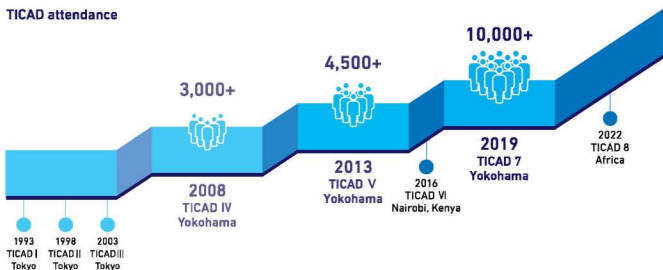 TICAD attendance
3,000+
4,500+
10,000+
1993
TICAD I
Tokyo
1998
TICAD II
Tokyo
2003
TICAD III
Tokyo
2008
TICAD IV
Yokohama
2013
TICAD V
Yokohama
2016
TICAD VI
Nairobi, Kenya
2019
TICAD 7
Yokohama
2022
TICAD 8
Africa